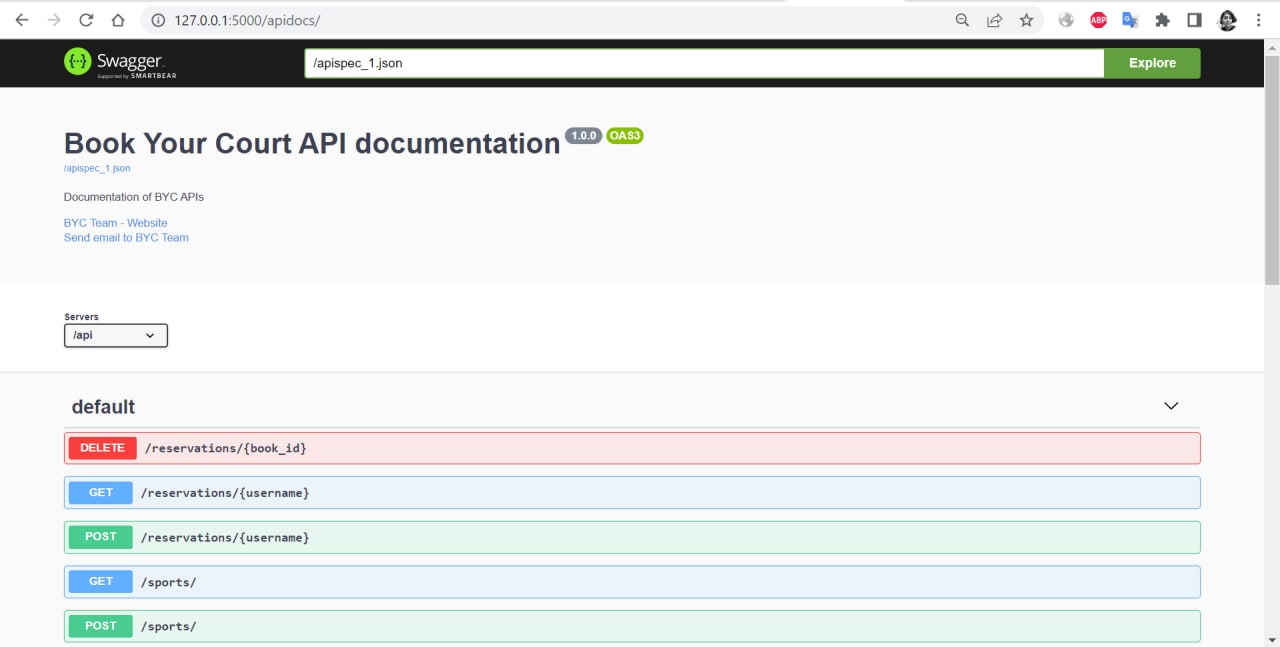 127.0.0.1:5000/apidocs/
ABP
Swagger.
Supported by SMARTBEAR
/apispec_1.json
Explore
Book Your Court API documentation 1.0.0 OAS3
/apispec_1.json
Documentation of BYC APIs
BYC Team - Website
Send email to BYC Team
Servers
/api
default
DELETE /reservations/{book_id}
GET /reservations/{username}
POST /reservations/{username}
GET /sports/
POST /sports/